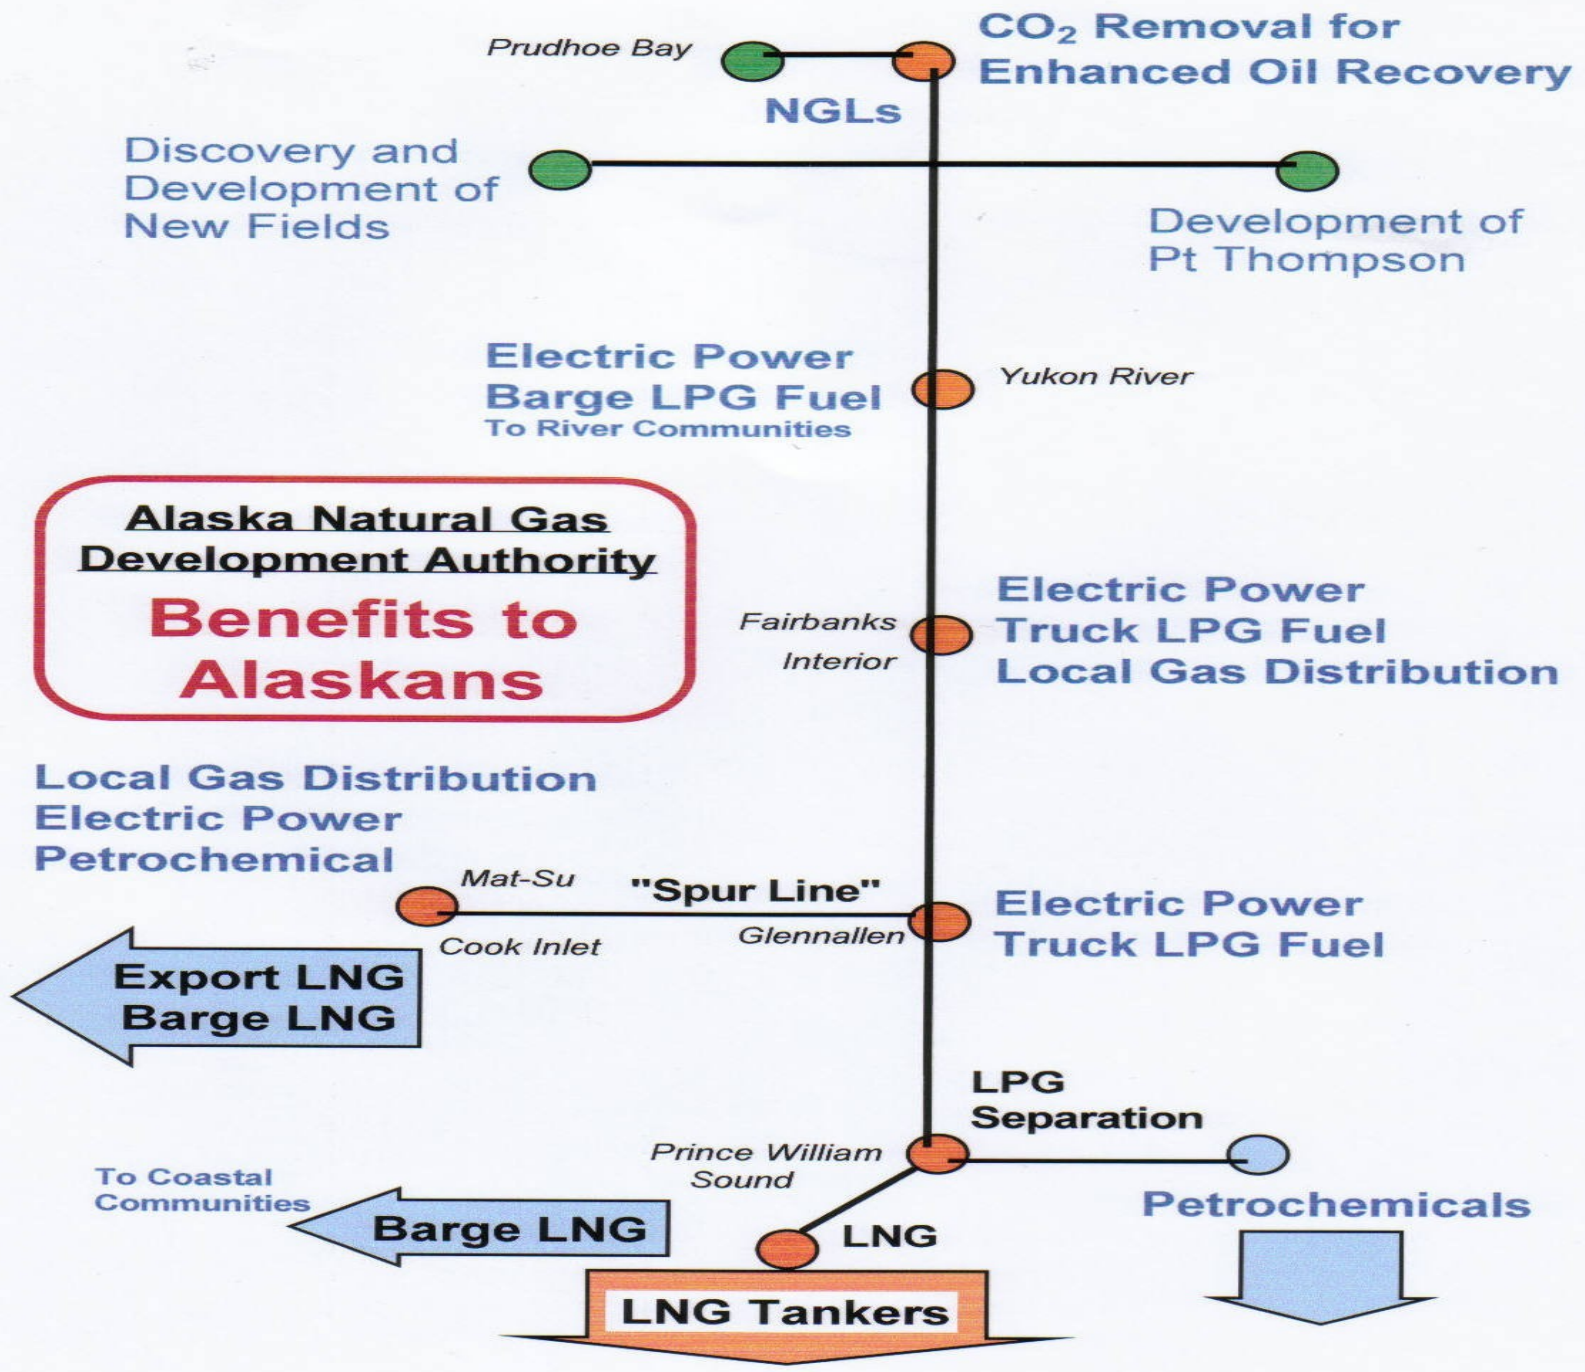 Prudhoe Bay
CO₂ Removal for
Enhanced Oil Recovery
NGLs
Discovery and
Development of
New Fields
Development of
Pt Thompson
Electric Power
Barge LPG Fuel
To River Communities
Yukon River
Alaska Natural Gas
Development Authority
Benefits to
Alaskans
Fairbanks
Interior
Electric Power
Truck LPG Fuel
Local Gas Distribution
Local Gas Distribution
Electric Power
Petrochemical
Mat-Su
"Spur Line"
Cook Inlet
Glennallen
Electric Power
Truck LPG Fuel
Export LNG
Barge LNG
LPG
Separation
Prince William
Sound
Petrochemicals
To Coastal
Communities
Barge LNG
LNG
LNG Tankers